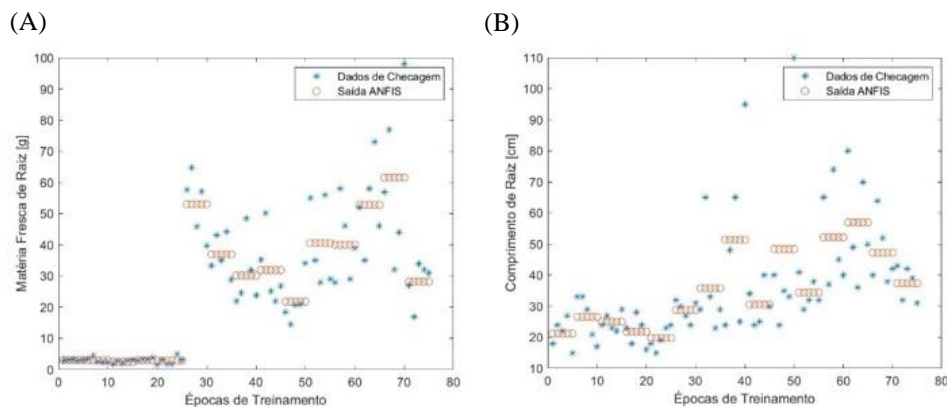 (A)
(B)
100
90
80
70
60
50
40
30
20
10
0
Matéria Fresca de Raiz [g]
Dados de Checagem
Saída ANFIS
0 10 20 30 40 50 60 70 80
Épocas de Treinamento
110
100
90
80
70
60
50
40
30
20
10
Comprimento de Raiz [cm]
Dados de Checagem
Saída ANFIS
0 10 20 30 40 50 60 70 80
Épocas de Treinamento